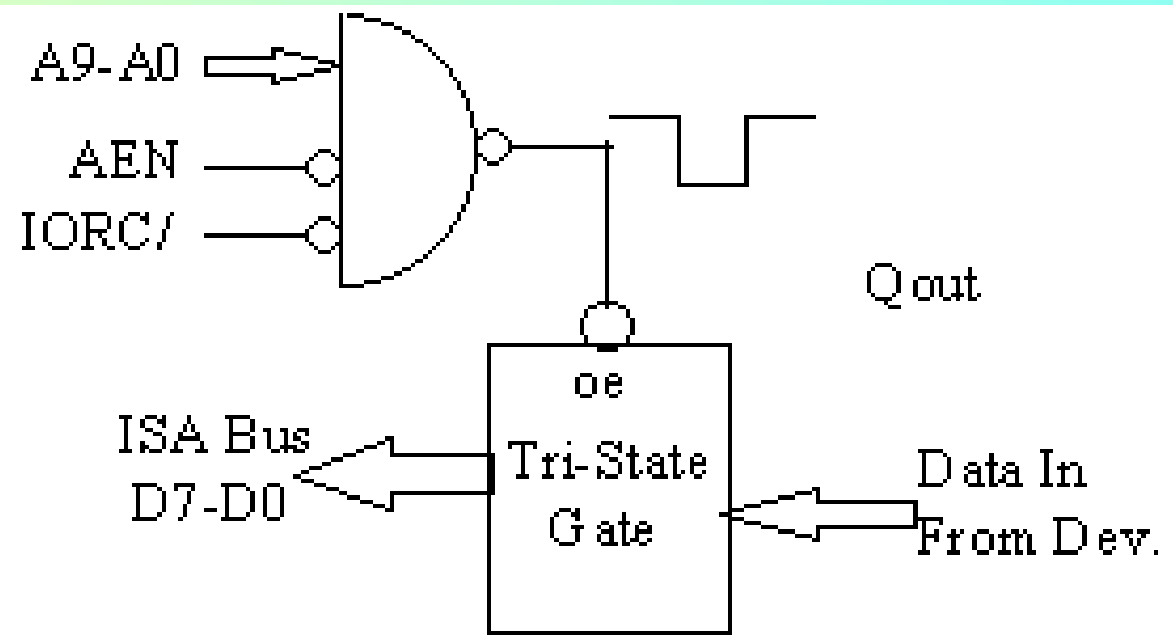 A9-A0
AEN
IORC/
Qout
oe
ISA Bus
D7-D0
Tri-State
Gate
Data In
From Dev.